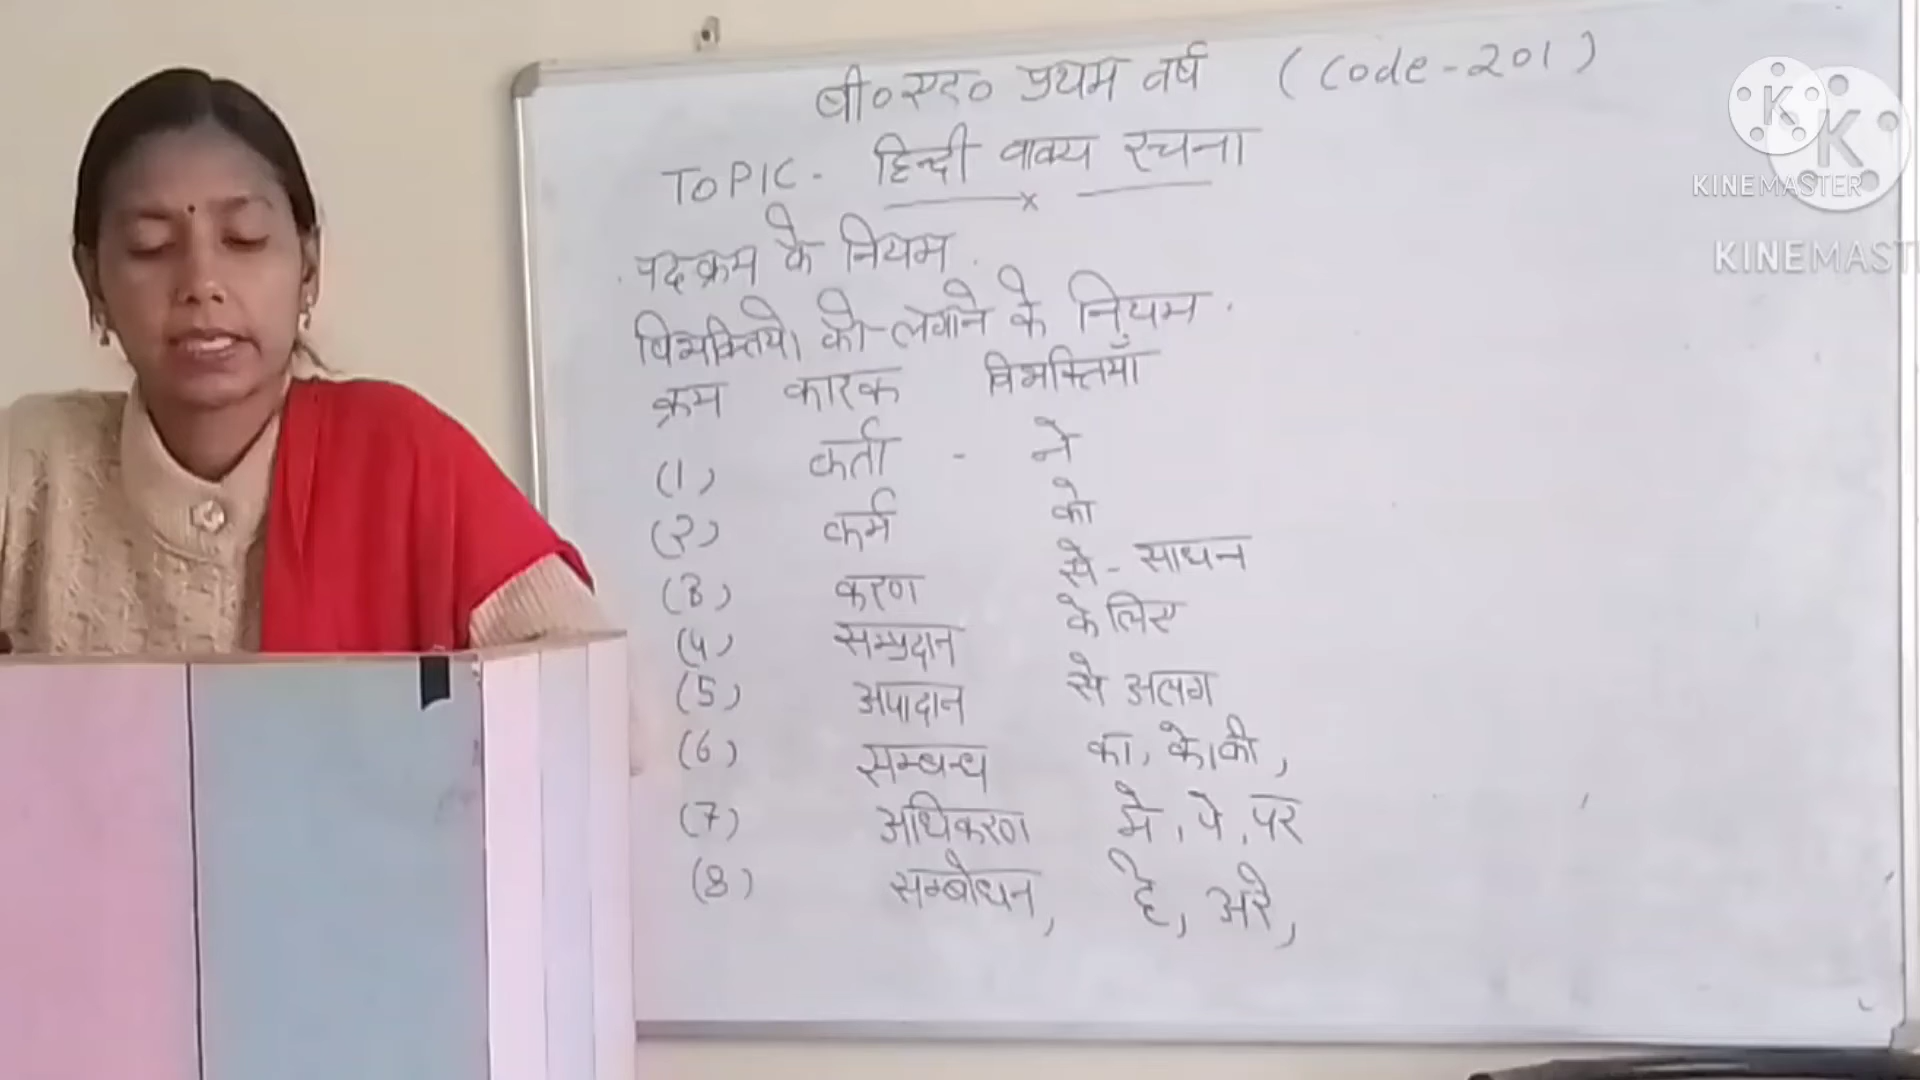 बी०ए० प्रथम वर्ष (Code-201)
TOPIC- हिन्दी वाक्य रचना
पदक्रम के नियम.
विभक्तियो को लगाने के नियम.
क्रम कारक विभक्तियाँ
(1) कर्ता - ने
(2) कर्म को
(3) करण से - साधन
(4) सम्प्रदान के लिए
(5) अपादान से अलग
(6) सम्बन्ध का, के, की,
(7) अधिकरण मे, पे, पर
(8) सम्बोधन, हे, अरे,
K
KINEMASTER
K
KINEMAST